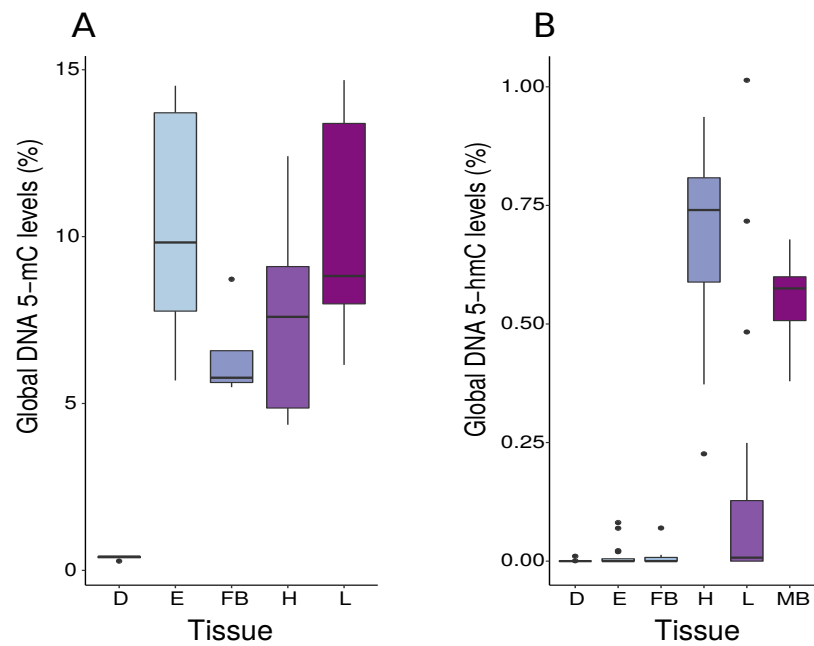 A
Global DNA 5−mC levels (%)
15
10
5
0
D E FB H L
Tissue
B
Global DNA 5−hmC levels (%)
1.00
0.75
0.50
0.25
0.00
D E FB H L MB
Tissue